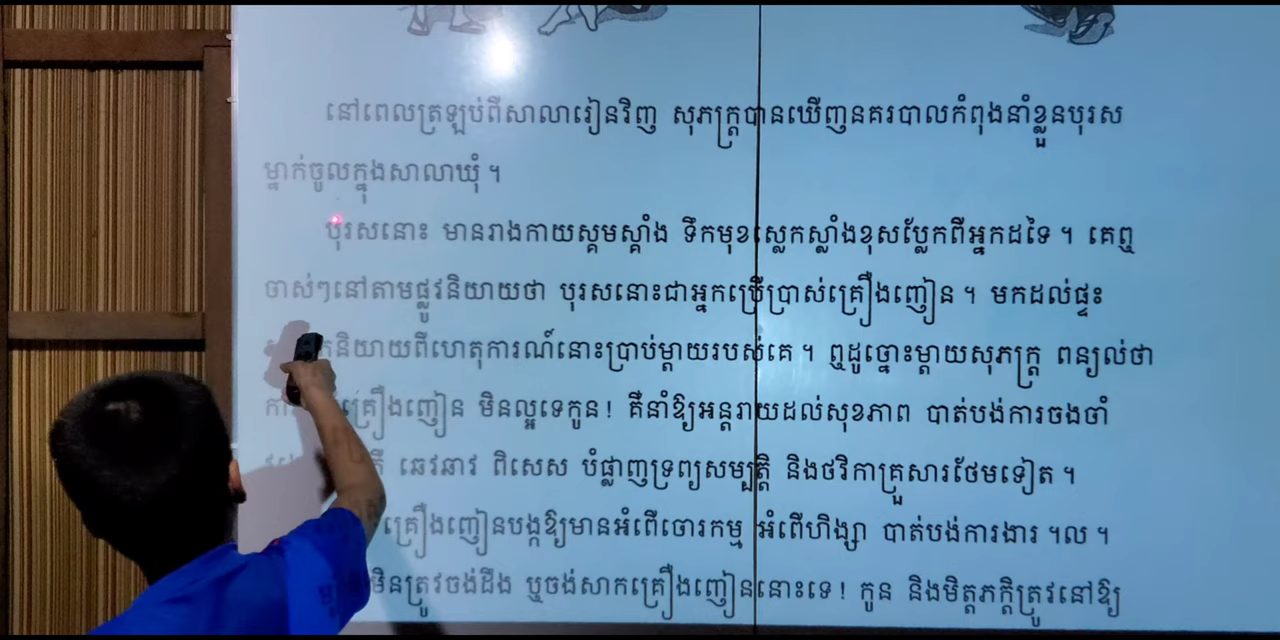 នៅពេលត្រឡប់ពីសាលារៀនវិញ សុភក្ត្របានឃើញនគរបាលកំពុងនាំខ្លួនបុរស
ម្នាក់ចូលក្នុងសាលាឃុំ ។
បុរសនោះ មានរាងកាយស្គមស្គាំង ទឹកមុខស្លេកស្លាំងខុសប្លែកពីអ្នកដទៃ ។ គេឮ
ចាស់ៗនៅតាមផ្លូវនិយាយថា បុរសនោះជាអ្នកប្រើប្រាស់គ្រឿងញៀន ។ មកដល់ផ្ទះ
និយាយពីហេតុការណ៍នោះប្រាប់ម្តាយរបស់គេ ។ ឮដូច្នោះម្តាយសុភក្ត្រ ពន្យល់ថា
គ្រឿងញៀន មិនល្អទេកូន! គឺនាំឱ្យអន្តរាយដល់សុខភាព បាត់បង់ការចងចាំ
ឆេវឆាវ ពិសេស បំផ្លាញទ្រព្យសម្បត្តិ និងថវិកាគ្រួសារថែមទៀត ។
គ្រឿងញៀនបង្កឱ្យមានអំពើចោរកម្ម អំពើហិង្សា បាត់បង់ការងារ ។ល ។
មិនត្រូវចង់ដឹង ឬចង់សាកគ្រឿងញៀននោះទេ! កូន និងមិត្តភក្តិត្រូវនៅឱ្យ